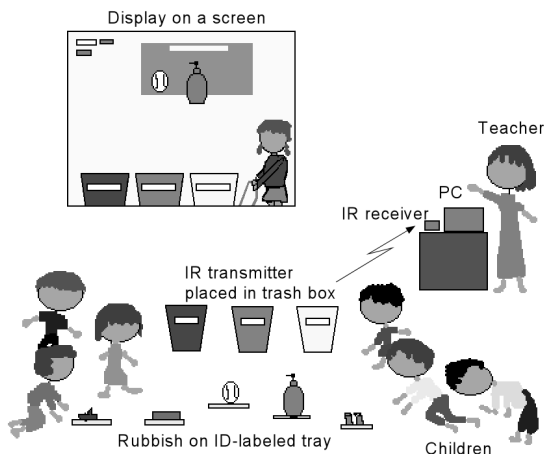 Display on a screen
Teacher
PC
IR receiver
IR transmitter
placed in trash box
Rubbish on ID-labeled tray
Children